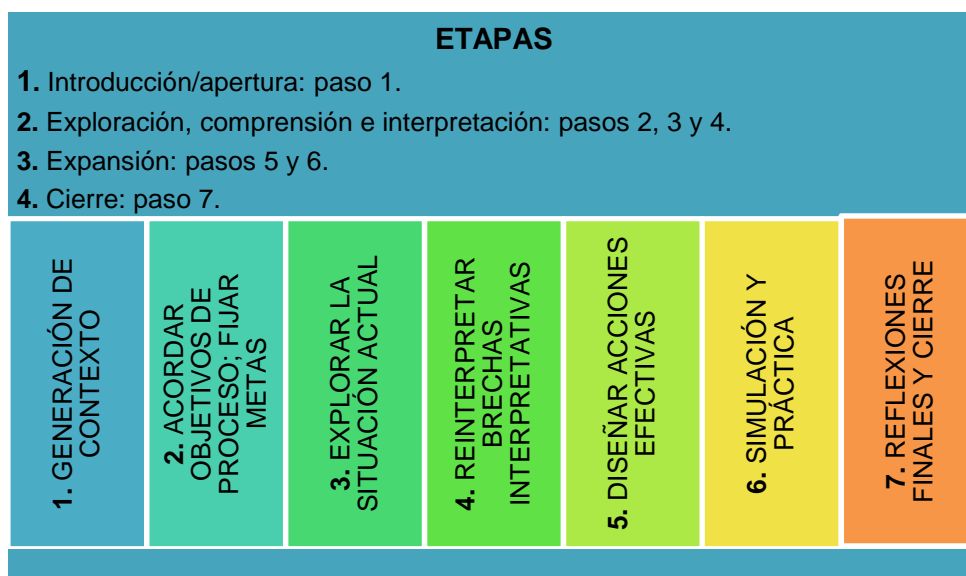 ETAPAS
1. Introducción/apertura: paso 1.
2. Exploración, comprensión e interpretación: pasos 2, 3 y 4.
3. Expansión: pasos 5 y 6.
4. Cierre: paso 7.
1. GENERACIÓN DE
CONTEXTO
2. ACORDAR
OBJETIVOS DE
PROCESO; FIJAR
METAS
3. EXPLORAR LA
SITUACIÓN ACTUAL
4. REINTERPRETAR
BRECHAS
INTERPRETATIVAS
5. DISEÑAR ACCIONES
EFECTIVAS
6. SIMULACIÓN Y
PRÁCTICA
7. REFLEXIONES
FINALES Y CIERRE